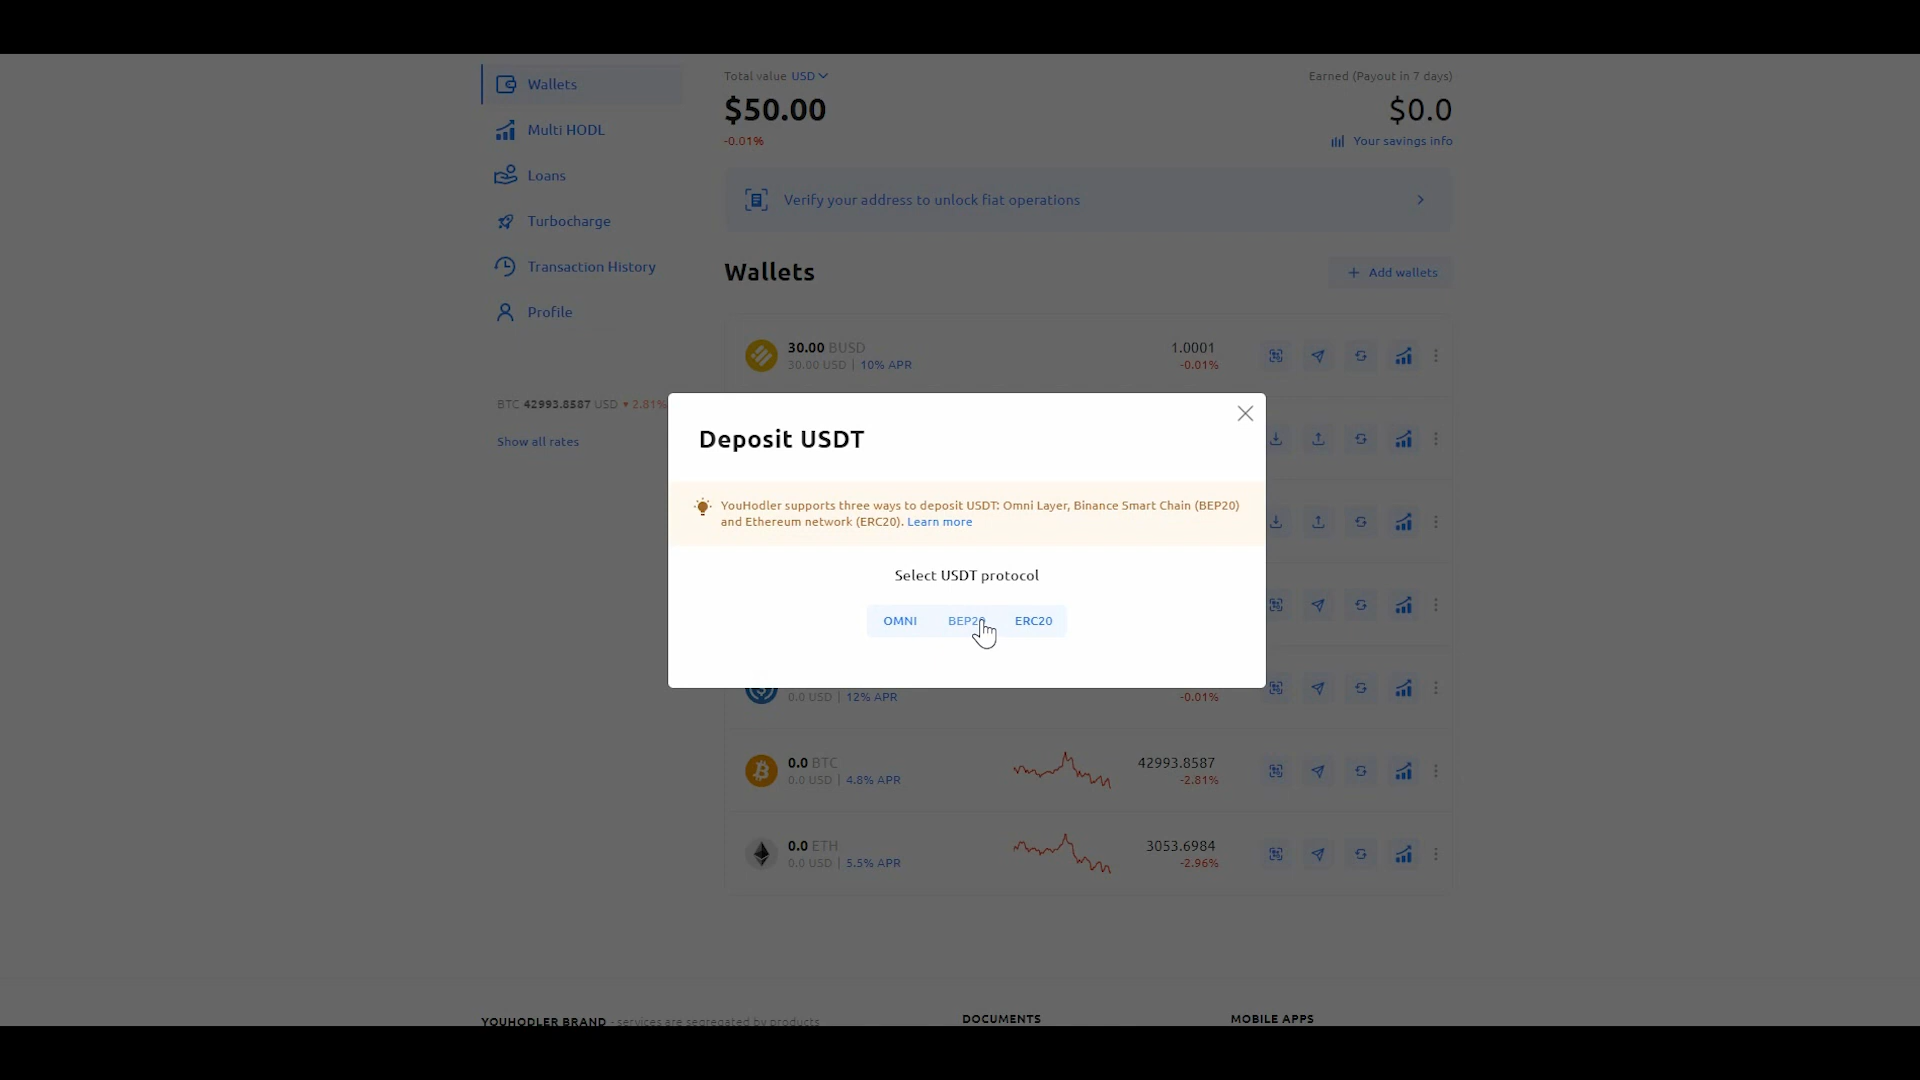 Wallets
Multi HODL
Loans
Turbocharge
Transaction History
Profile
BTC 42993.8587 USD ▾ 2.81%
Show all rates
Total value USD
$50.00
-0.01%
Earned (Payout in 7 days)
$0.0
Your savings info
Verify your address to unlock fiat operations
Wallets
+ Add wallets
30.00 BUSD
30.00 USD | 10% APR
1.0001
-0.01%
Deposit USDT
YouHodler supports three ways to deposit USDT: Omni Layer, Binance Smart Chain (BEP20)
and Ethereum network (ERC20). Learn more
Select USDT protocol
OMNI
BEP20
ERC20
0.0 USD | 12% APR
-0.01%
0.0 BTC
0.0 USD | 4.8% APR
42993.8587
-2.81%
0.0 ETH
0.0 USD | 5.5% APR
3053.6984
-2.96%
YOUHODLER BRAND - services are segregated by products
DOCUMENTS
MOBILE APPS